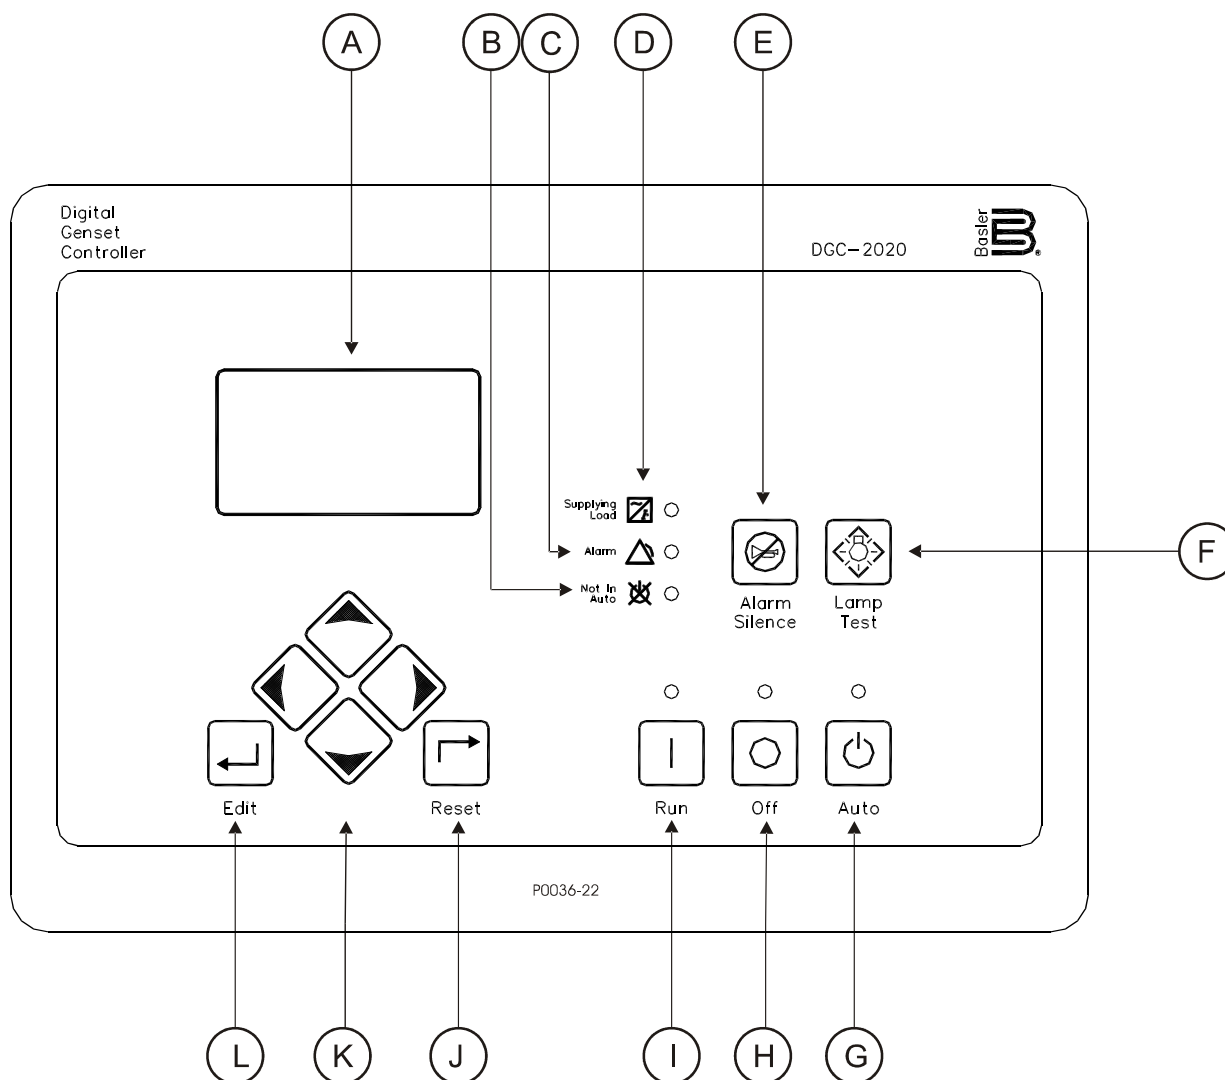 A
B
C
D
E
Digital
Genset
Controller
DGC-2020
Basler
B®
Supplying
Load
Alarm
Not In
Auto
Alarm
Silence
Lamp
Test
F
Edit
Reset
Run
Off
Auto
P0036-22
L
K
J
I
H
G